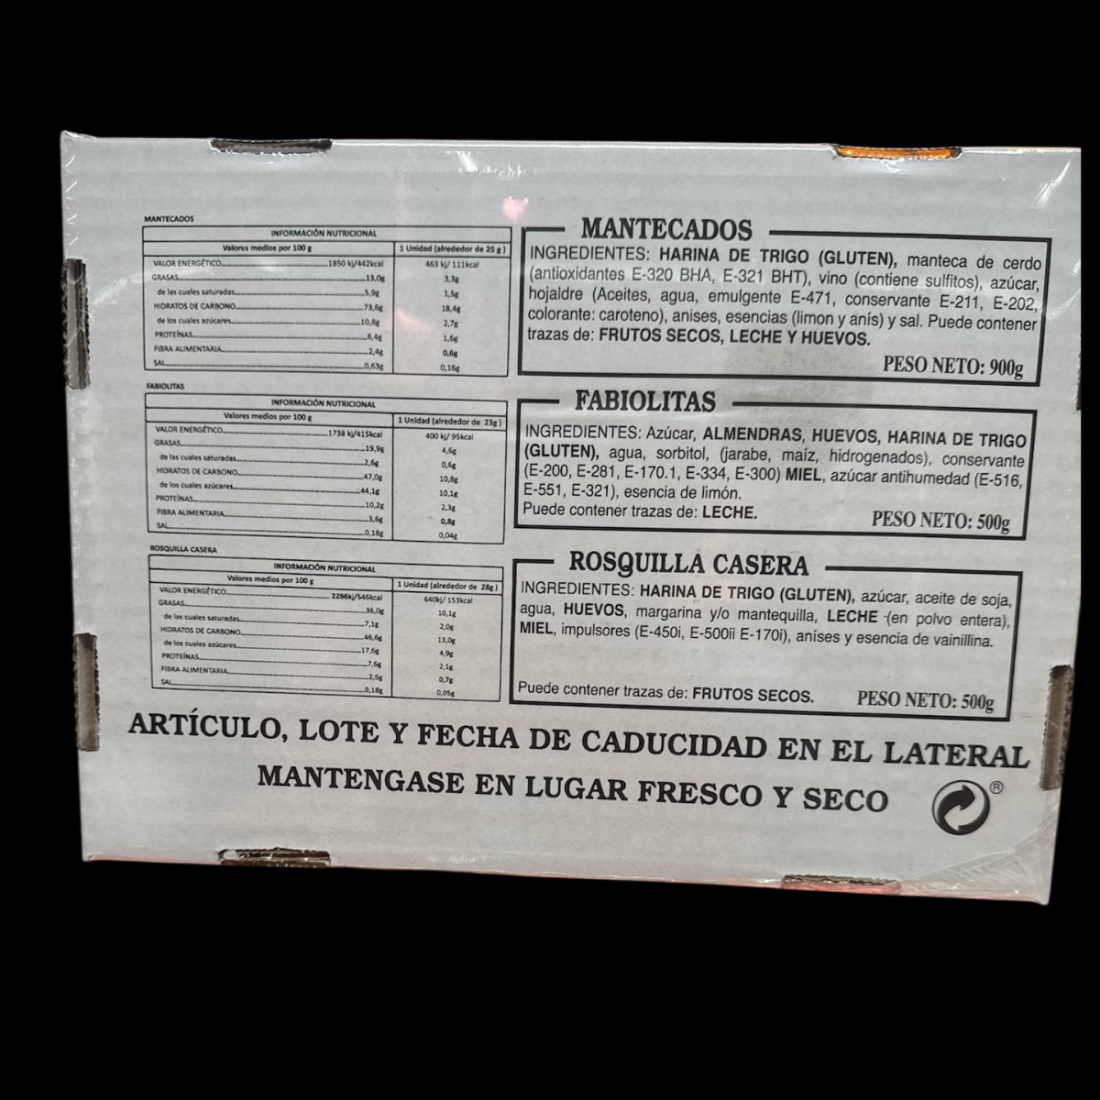 MANTECADOS
INFORMACIÓN NUTRICIONAL
Valores medios por 100 g 1 Unidad (alrededor de 25 g)
VALOR ENERGÉTICO 1850 kj/442kcal 463 kj/ 111kcal
GRASAS 13,0g 3,3g
de las cuales saturadas 5,9g 1,5g
HIDRATOS DE CARBONO 73,6g 18,4g
de los cuales azúcares 10,8g 2,7g
PROTEÍNAS 6,4g 1,6g
FIBRA ALIMENTARIA 2,4g 0,6g
SAL 0,63g 0,16g
MANTECADOS
INGREDIENTES: HARINA DE TRIGO (GLUTEN), manteca de cerdo
(antioxidantes E-320 BHA, E-321 BHT), vino (contiene sulfitos), azúcar,
hojaldre (Aceites, agua, emulgente E-471, conservante E-211, E-202,
colorante: caroteno), anises, esencias (limon y anís) y sal. Puede contener
trazas de: FRUTOS SECOS, LECHE Y HUEVOS.
PESO NETO: 900g
FABIOLITAS
INFORMACIÓN NUTRICIONAL
Valores medios por 100 g 1 Unidad (alrededor de 23g)
VALOR ENERGÉTICO 1738 kj/415kcal 400 kj/ 95kcal
GRASAS 19,9g 4,6g
de las cuales saturadas 2,6g 0,6g
HIDRATOS DE CARBONO 47,0g 10,8g
de los cuales azúcares 44,1g 10,1g
PROTEÍNAS 10,2g 2,3g
FIBRA ALIMENTARIA 3,6g 0,8g
SAL 0,18g 0,04g
FABIOLITAS
INGREDIENTES: Azúcar, ALMENDRAS, HUEVOS, HARINA DE TRIGO
(GLUTEN), agua, sorbitol, (jarabe, maíz, hidrogenados), conservante
(E-200, E-281, E-170.1, E-334, E-300) MIEL, azúcar antihumedad (E-516,
E-551, E-321), esencia de limón.
Puede contener trazas de: LECHE.
PESO NETO: 500g
ROSQUILLA CASERA
INFORMACIÓN NUTRICIONAL
Valores medios por 100 g 1 Unidad (alrededor de 28g)
VALOR ENERGÉTICO 2286kj/546kcal 640kj/ 153kcal
GRASAS 36,0g 10,1g
de las cuales saturadas 7,1g 2,0g
HIDRATOS DE CARBONO 46,6g 13,0g
de los cuales azúcares 17,6g 4,9g
PROTEÍNAS 7,6g 2,1g
FIBRA ALIMENTARIA 2,6g 0,7g
SAL 0,18g 0,05g
ROSQUILLA CASERA
INGREDIENTES: HARINA DE TRIGO (GLUTEN), azúcar, aceite de soja,
agua, HUEVOS, margarina y/o mantequilla, LECHE (en polvo entera),
MIEL, impulsores (E-450i, E-500ii E-170i), anises y esencia de vainillina.
Puede contener trazas de: FRUTOS SECOS.
PESO NETO: 500g
ARTÍCULO, LOTE Y FECHA DE CADUCIDAD EN EL LATERAL
MANTENGASE EN LUGAR FRESCO Y SECO
®